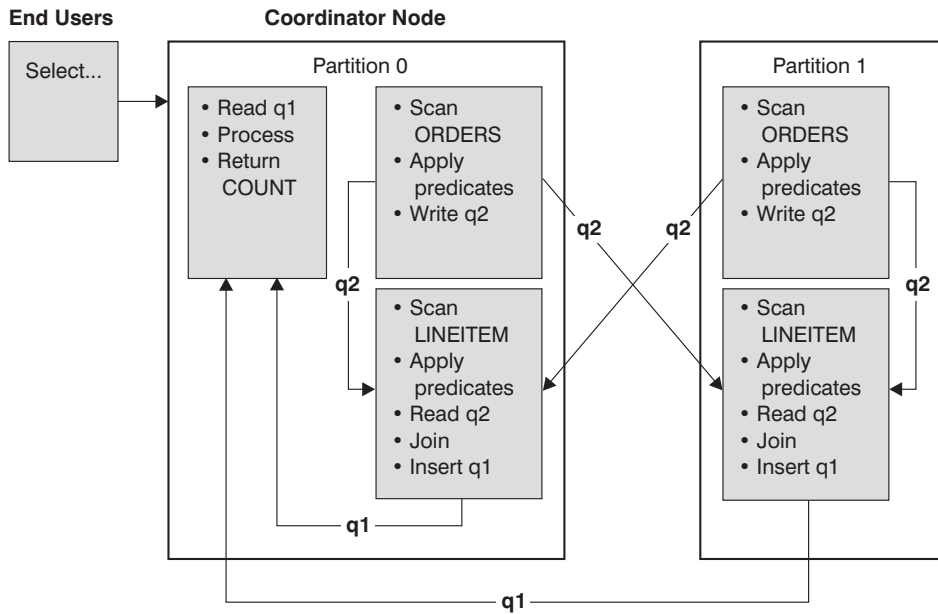 End Users
Coordinator Node
Select...
Partition 0
• Read q1
• Process
• Return
COUNT
• Scan
ORDERS
• Apply
predicates
• Write q2
Partition 1
• Scan
ORDERS
• Apply
predicates
• Write q2
q2
q2
q2
q2
• Scan
LINEITEM
• Apply
predicates
• Read q2
• Join
• Insert q1
• Scan
LINEITEM
• Apply
predicates
• Read q2
• Join
• Insert q1
q1
q1